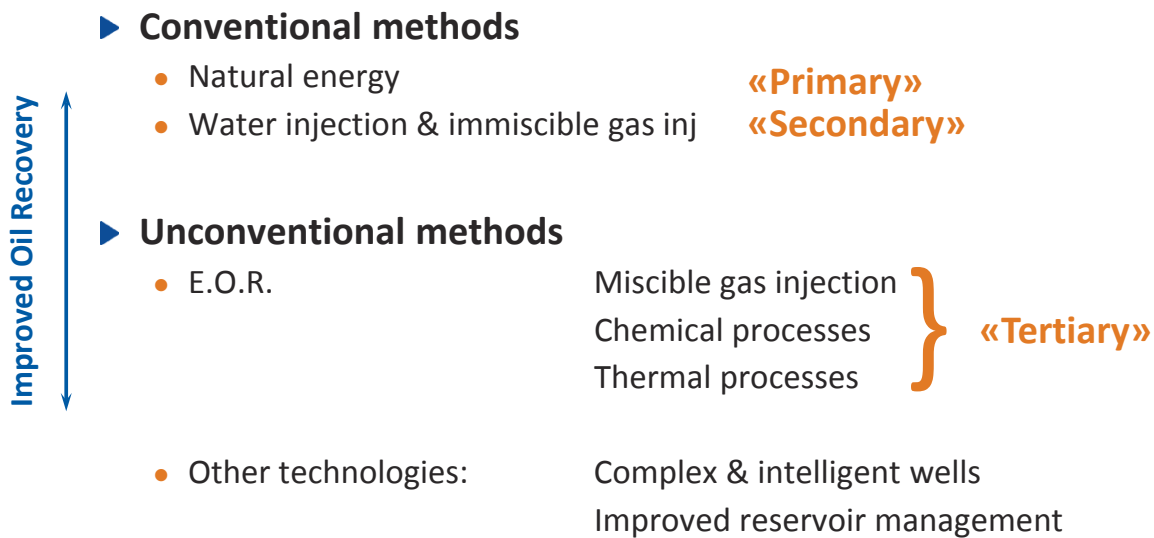 Conventional methods
Natural energy «Primary»
Water injection & immiscible gas inj «Secondary»
Improved Oil Recovery
Unconventional methods
E.O.R. Miscible gas injection
Chemical processes «Tertiary»
Thermal processes
Other technologies: Complex & intelligent wells
Improved reservoir management